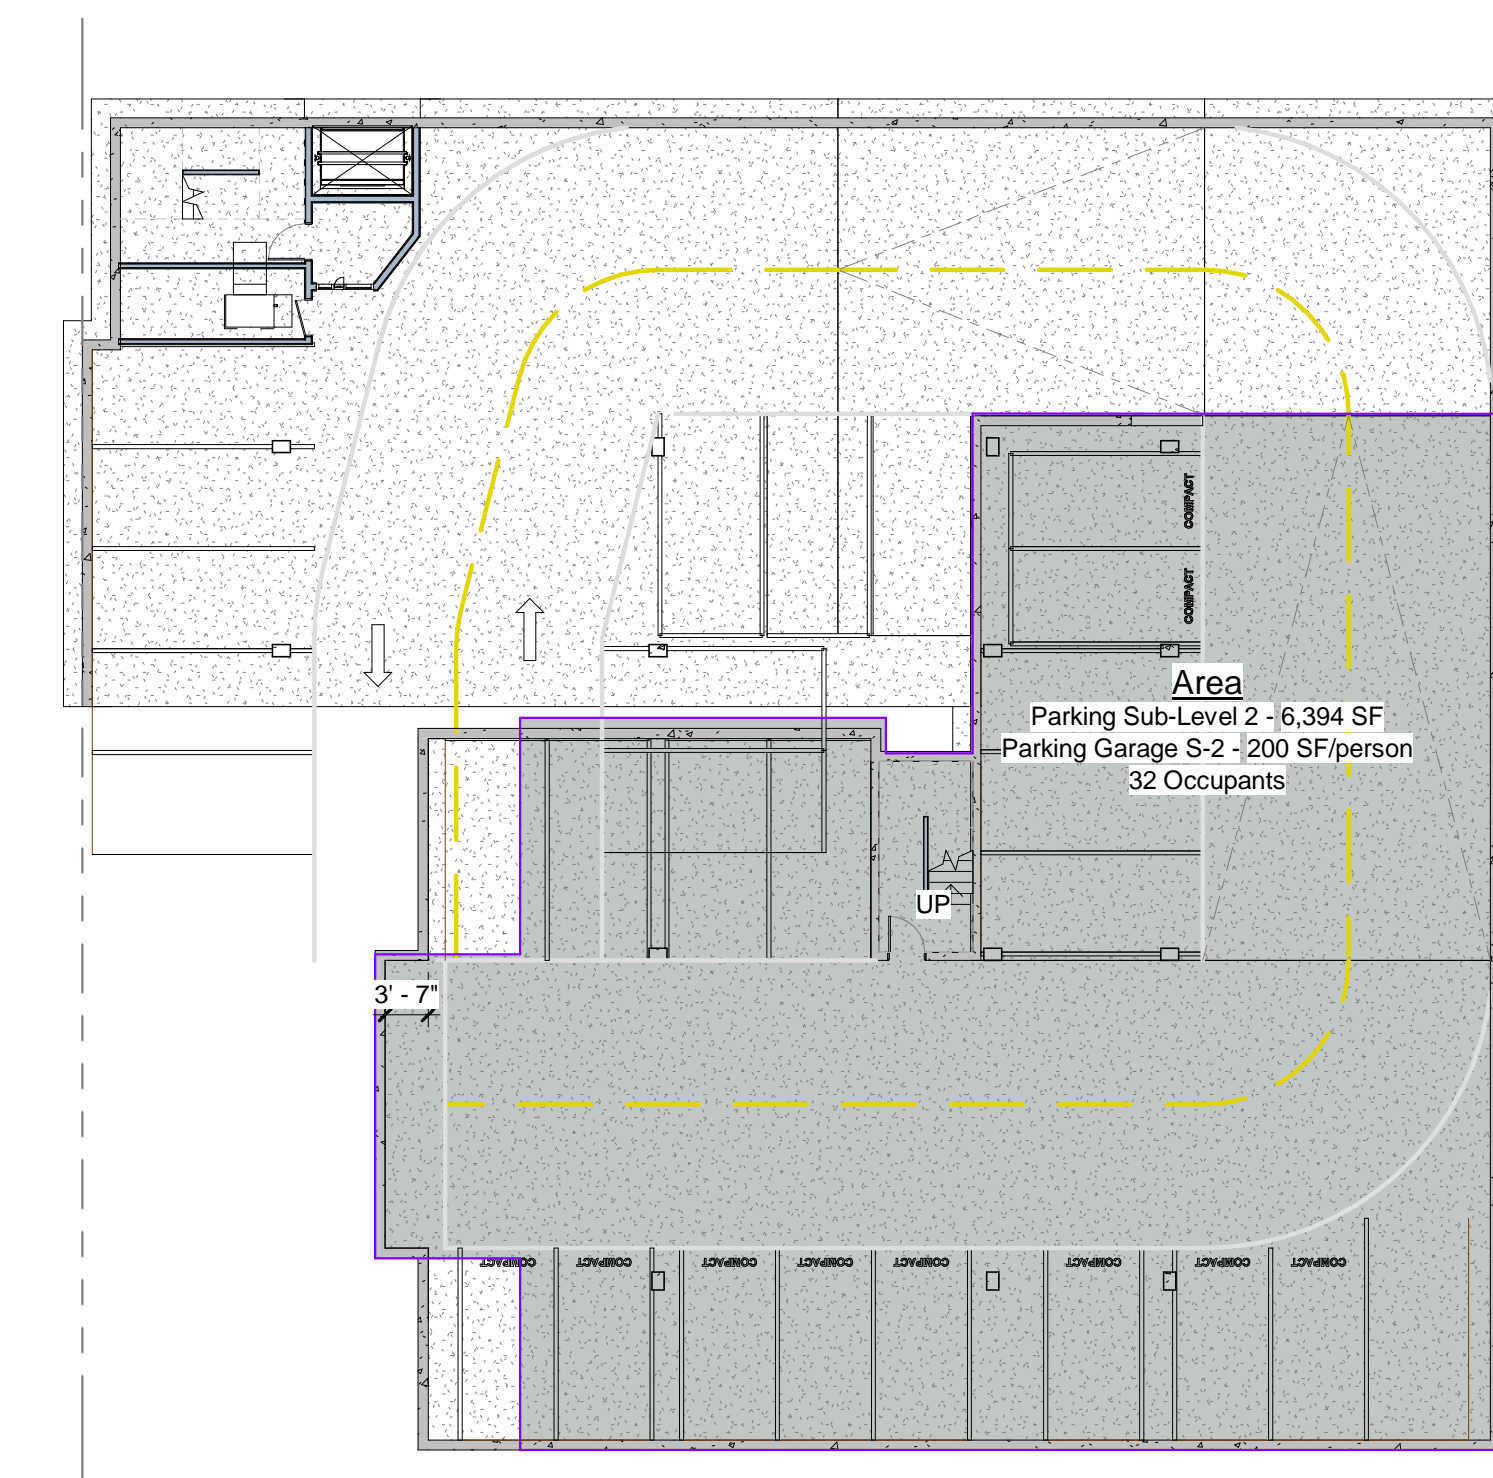 COMPACT
COMPACT
Area
Parking Sub-Level 2 - 6,394 SF
Parking Garage S-2 - 200 SF/person
32 Occupants
UP
3' - 7"
COMPACT COMPACT COMPACT COMPACT COMPACT COMPACT COMPACT COMPACT